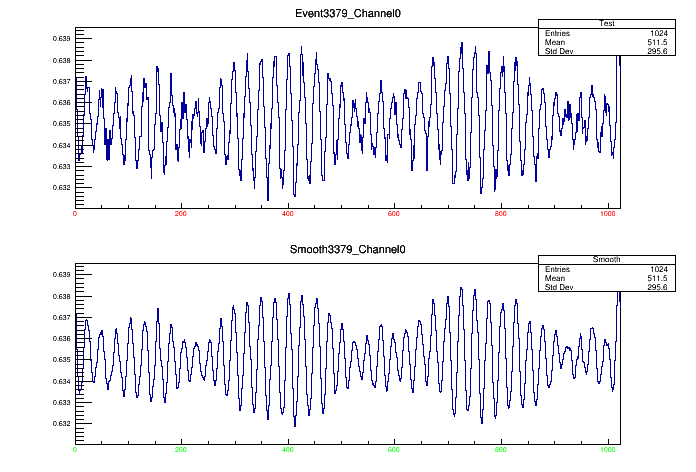 Event3379_Channel0
Test
Entries 1024
Mean 511.5
Std Dev 295.6
0.639
0.638
0.637
0.636
0.635
0.634
0.633
0.632
0 200 400 600 800 1000
Smooth3379_Channel0
Smooth
Entries 1024
Mean 511.5
Std Dev 295.6
0.639
0.638
0.637
0.636
0.635
0.634
0.633
0.632
0 200 400 600 800 1000